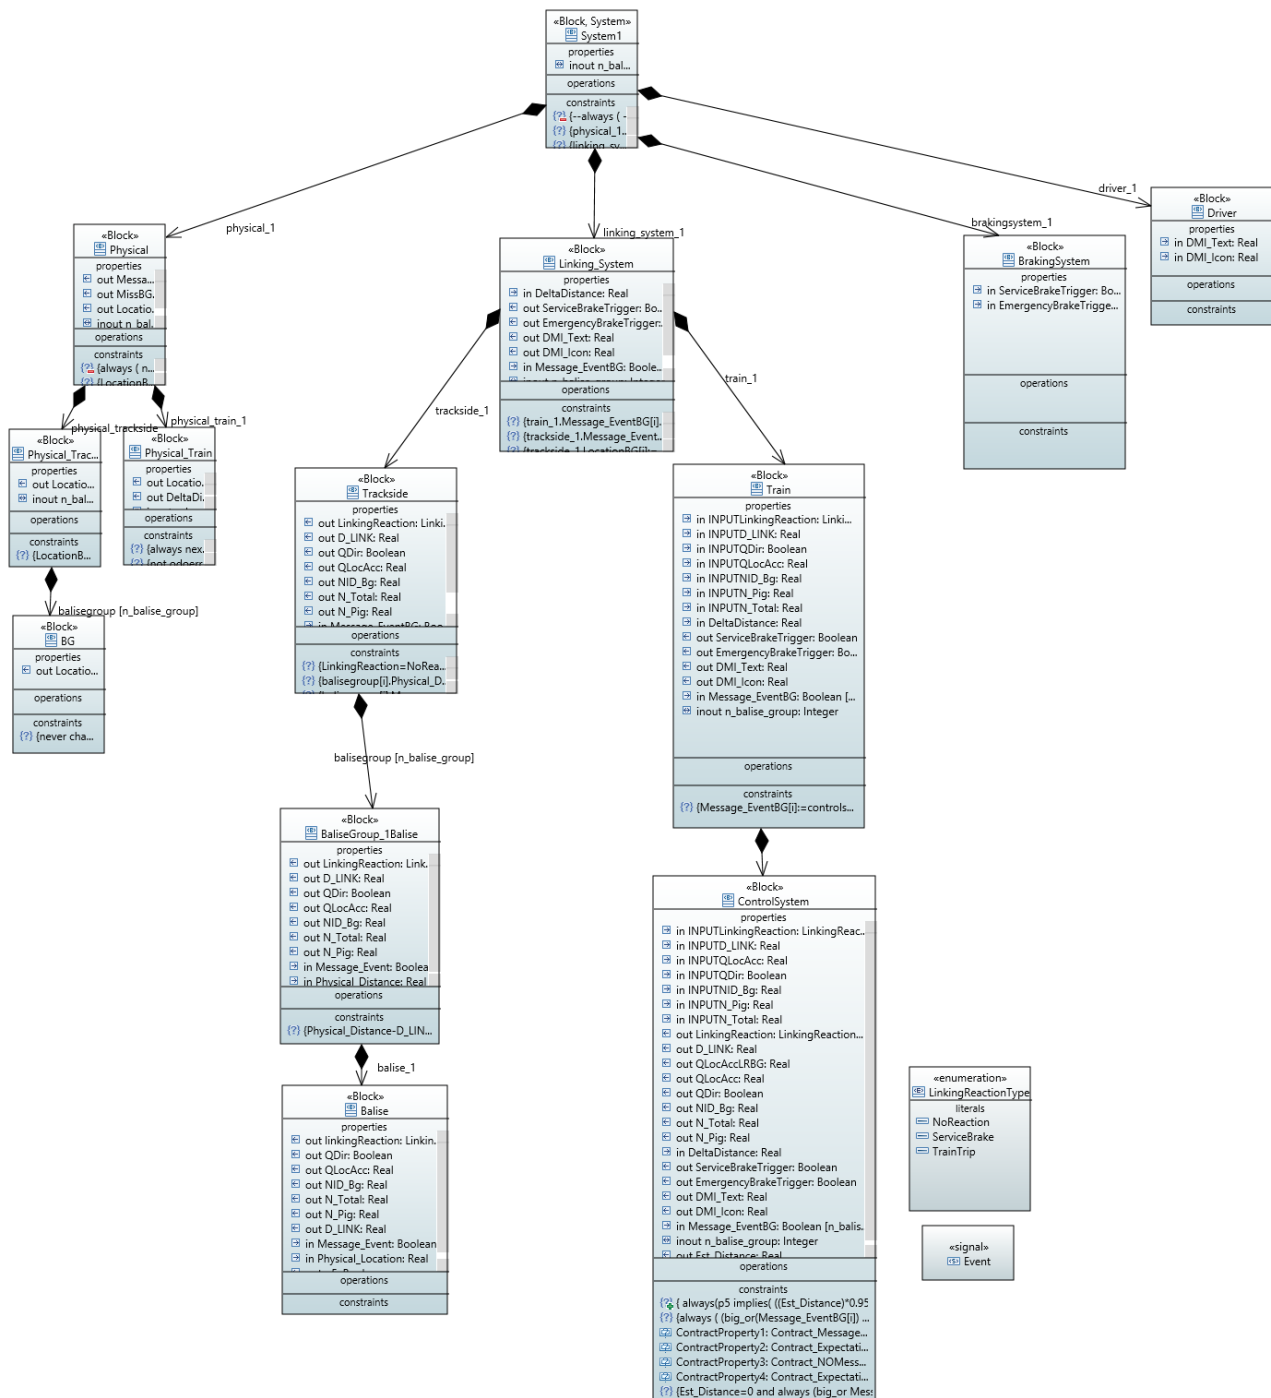 «Block, System»
System1
properties
inout n_bal...
operations
constraints
{--always ( -
{physical_1..
{linking_sy..
physical_1
linking_system_1
brakingsystem_1
driver_1
«Block»
Physical
properties
out Messa...
out MissBG...
out Locatio...
inout n_bal...
operations
constraints
{always ( n...
{LocationB...
physical_trackside
physical_train_1
«Block»
Physical_Trac...
properties
out Locatio...
inout n_bal...
operations
constraints
{LocationB...
«Block»
Physical_Train
properties
out Locatio...
out DeltaDi...
operations
constraints
{always nex...
balisegroup [n_balise_group]
«Block»
BG
properties
out Locatio...
operations
constraints
{never cha...
«Block»
Linking_System
properties
in DeltaDistance: Real
out ServiceBrakeTrigger: Bo...
out EmergencyBrakeTrigger...
out DMI_Text: Real
out DMI_Icon: Real
in Message_EventBG: Boole...
inout n_balise_group: Integer
operations
constraints
{train_1.Message_EventBG[i]...
{trackside_1.Message_Event...
{trackside_1.LocationBG[i]:=...
trackside_1
train_1
«Block»
BrakingSystem
properties
in ServiceBrakeTrigger: Bo...
in EmergencyBrakeTrigge...
operations
constraints
«Block»
Driver
properties
in DMI_Text: Real
in DMI_Icon: Real
operations
constraints
«Block»
Trackside
properties
out LinkingReaction: Linki...
out D_LINK: Real
out QDir: Boolean
out QLocAcc: Real
out NID_Bg: Real
out N_Total: Real
out N_Pig: Real
in Message_EventBG: Boo...
operations
constraints
{LinkingReaction=NoRea...
{balisegroup[i].Physical_D...
balisegroup [n_balise_group]
«Block»
BaliseGroup_1Balise
properties
out LinkingReaction: Link...
out D_LINK: Real
out QDir: Boolean
out QLocAcc: Real
out NID_Bg: Real
out N_Total: Real
out N_Pig: Real
in Message_Event: Boolea
in Physical_Distance: Real
operations
constraints
{Physical_Distance-D_LIN...
balise_1
«Block»
Balise
properties
out linkingReaction: Linkin...
out QDir: Boolean
out QLocAcc: Real
out NID_Bg: Real
out N_Total: Real
out N_Pig: Real
out D_LINK: Real
in Message_Event: Boolean
in Physical_Location: Real
operations
constraints
«Block»
Train
properties
in INPUTLinkingReaction: Linki...
in INPUTD_LINK: Real
in INPUTQDir: Boolean
in INPUTQLocAcc: Real
in INPUTNID_Bg: Real
in INPUTN_Pig: Real
in INPUTN_Total: Real
in DeltaDistance: Real
out ServiceBrakeTrigger: Boolean
out EmergencyBrakeTrigger: Bo...
out DMI_Text: Real
out DMI_Icon: Real
in Message_EventBG: Boolean [...
inout n_balise_group: Integer
operations
constraints
{Message_EventBG[i]:=controls...
«Block»
ControlSystem
properties
in INPUTLinkingReaction: LinkingReac...
in INPUTD_LINK: Real
in INPUTQLocAcc: Real
in INPUTQDir: Boolean
in INPUTNID_Bg: Real
in INPUTN_Pig: Real
in INPUTN_Total: Real
out LinkingReaction: LinkingReaction...
out D_LINK: Real
out QLocAccLRBG: Real
out QLocAcc: Real
out QDir: Boolean
out NID_Bg: Real
out N_Total: Real
out N_Pig: Real
in DeltaDistance: Real
out ServiceBrakeTrigger: Boolean
out EmergencyBrakeTrigger: Boolean
out DMI_Text: Real
out DMI_Icon: Real
in Message_EventBG: Boolean [n_balis...
inout n_balise_group: Integer
out Est_Distance: Real
operations
constraints
{ always(p5 implies( ((Est_Distance)*0.95
{always ( (big_or(Message_EventBG[i]) ...
ContractProperty1: Contract_Message...
ContractProperty2: Contract_Expectati...
ContractProperty3: Contract_NOMess...
ContractProperty4: Contract_Expectati...
{Est_Distance=0 and always (big_or Mes
«enumeration»
LinkingReactionType
literals
NoReaction
ServiceBrake
TrainTrip
«signal»
Event